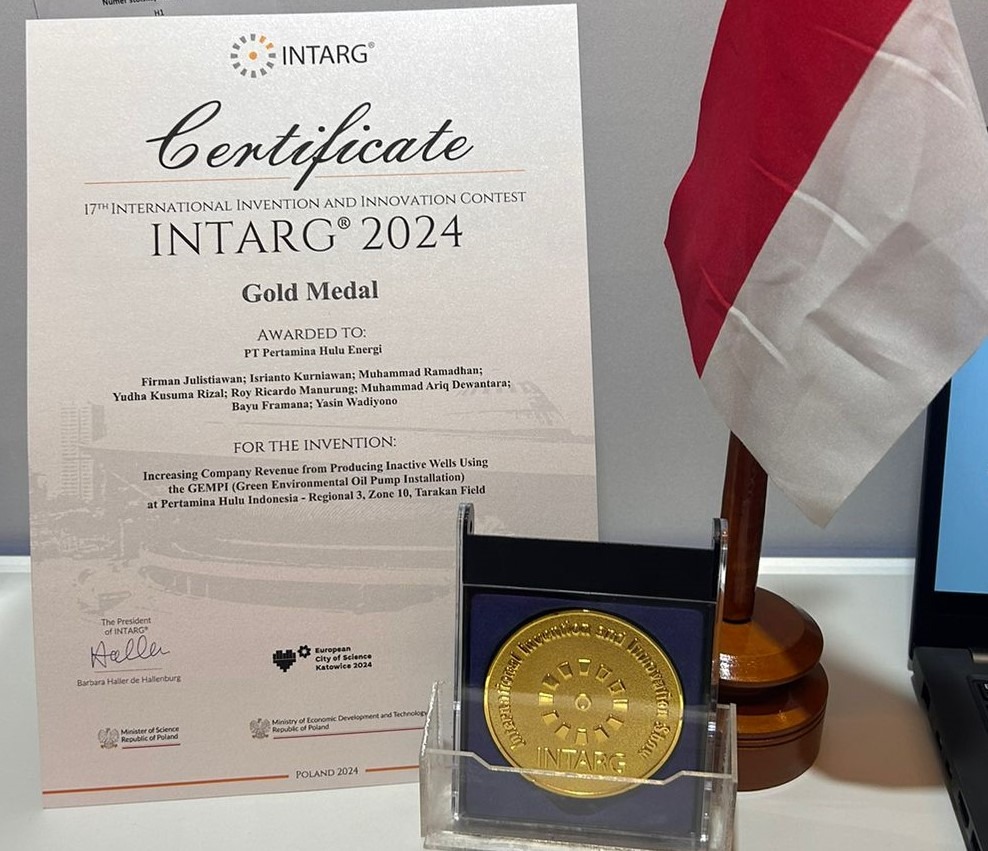 H1
INTARG®
Certificate
17TH INTERNATIONAL INVENTION AND INNOVATION CONTEST
INTARG® 2024
Gold Medal
AWARDED TO:
PT Pertamina Hulu Energi
Firman Julistiawan; Isrianto Kurniawan; Muhammad Ramadhan;
Yudha Kusuma Rizal; Roy Ricardo Manurung; Muhammad Ariq Dewantara;
Bayu Framana; Yasin Wadiyono
FOR THE INVENTION:
Increasing Company Revenue from Producing Inactive Wells Using
the GEMPI (Green Environmental Oil Pump Installation)
at Pertamina Hulu Indonesia - Regional 3, Zone 10, Tarakan Field
The President
of INTARG®
Haller
Barbara Haller de Hallenburg
European
City of Science
Katowice 2024
Minister of Science
Republic of Poland
Ministry of Economic Development and Technology
Republic of Poland
POLAND 2024
International Invention and Innovation Show
INTARG